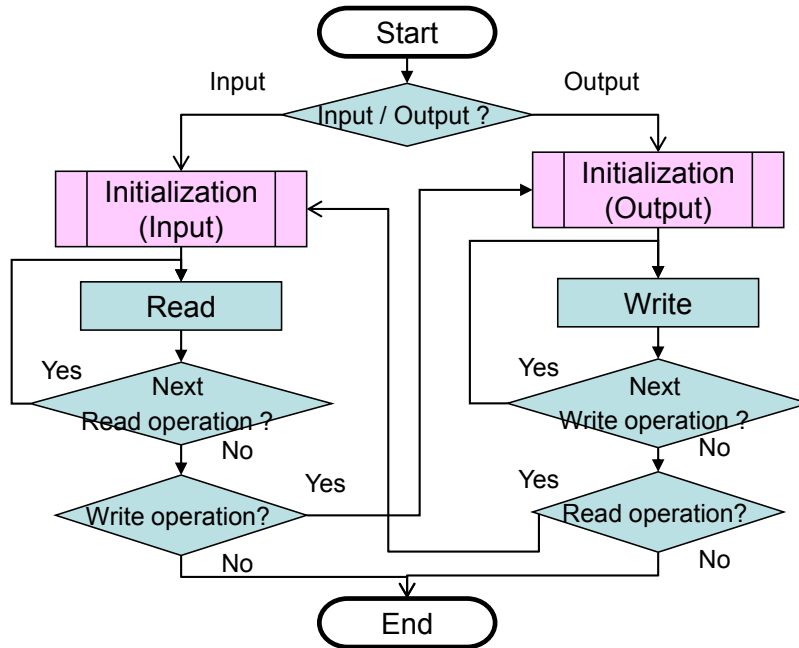 Start
Input
Output
Input / Output ?
Initialization
(Input)
Initialization
(Output)
Read
Write
Yes
Next
Read operation ?
No
Yes
Next
Write operation ?
No
Write operation?
Yes
No
Yes
Read operation?
No
End